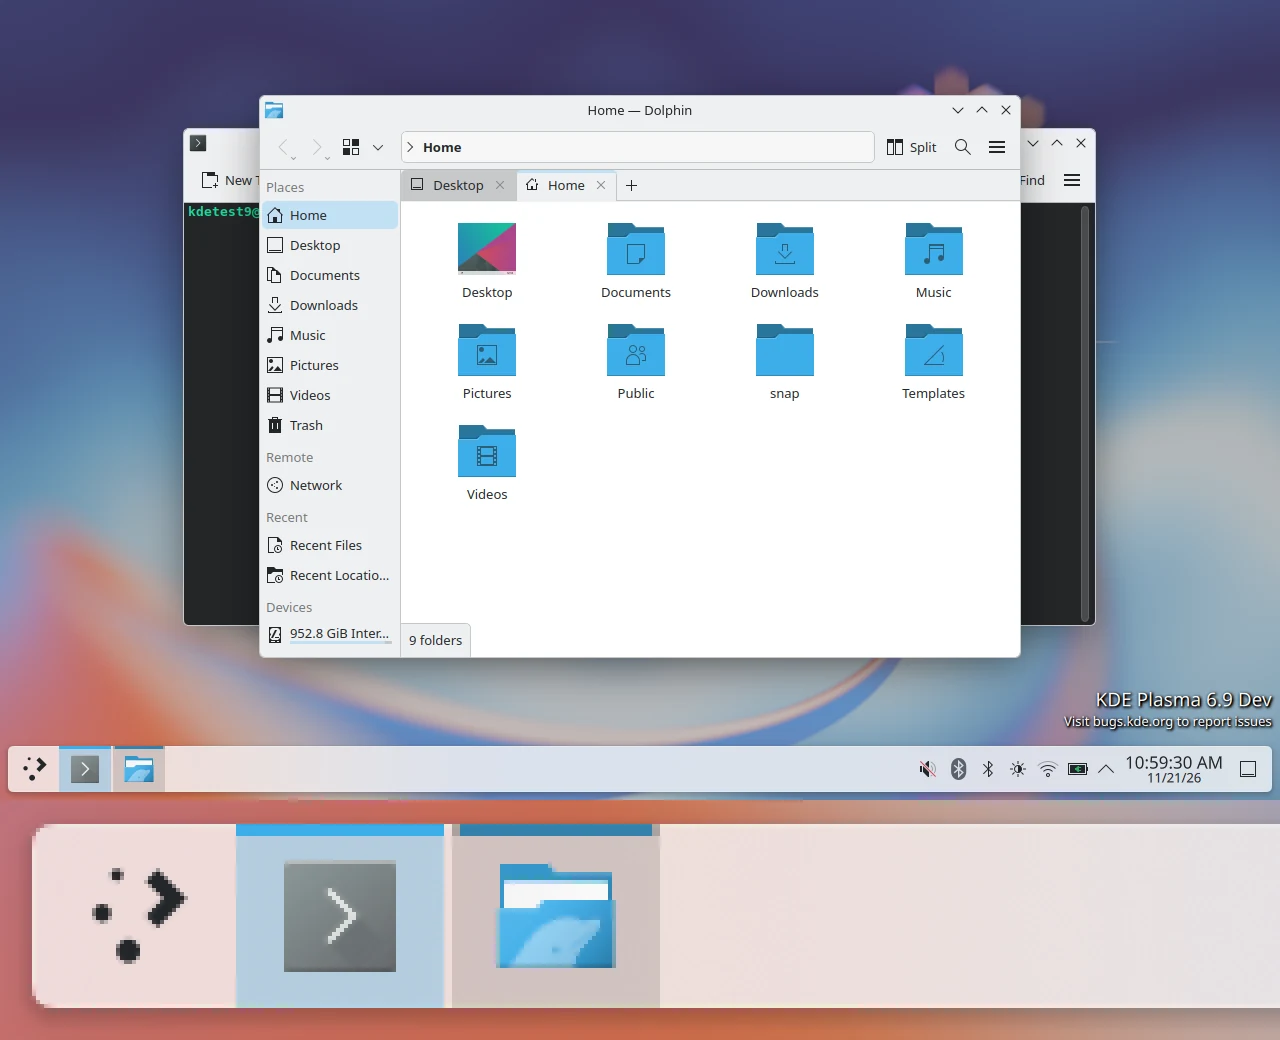 Home — Dolphin
Home
Split
New
Find
Places
Desktop
Home
kdetest9@
Home
Desktop
Documents
Downloads
Music
Pictures
Videos
Trash
Remote
Network
Recent
Recent Files
Recent Locatio...
Devices
952.8 GiB Inter...
Desktop
Documents
Downloads
Music
Pictures
Public
snap
Templates
Videos
9 folders
KDE Plasma 6.9 Dev
Visit bugs.kde.org to report issues
10:59:30 AM
11/21/26